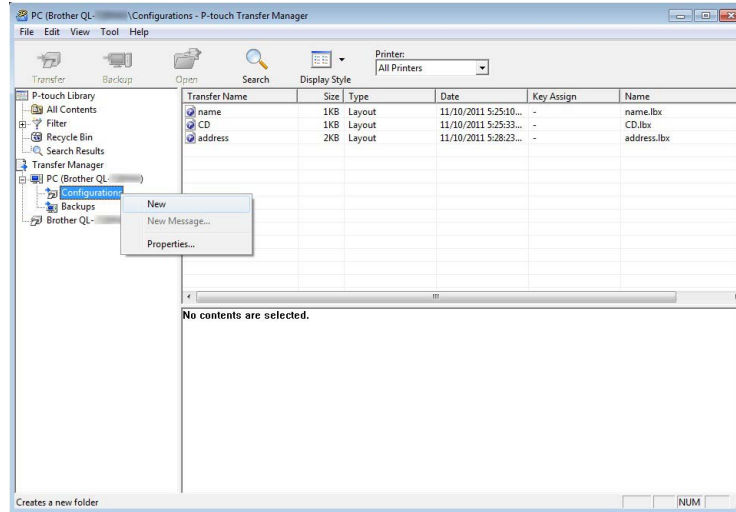 PC (Brother QL- \Configurations - P-touch Transfer Manager
File Edit View Tool Help
Transfer Backup Open Search Display Style
Printer:
All Printers
P-touch Library
All Contents
Filter
Recycle Bin
Search Results
Transfer Manager
PC (Brother QL- )
Configurations
Backups
Brother QL-
New
New Message...
Properties...
Transfer Name Size Type Date Key Assign Name
name 1KB Layout 11/10/2011 5:25:10... - name.lbx
CD 1KB Layout 11/10/2011 5:25:33... - CD.lbx
address 2KB Layout 11/10/2011 5:28:23... - address.lbx
No contents are selected.
Creates a new folder NUM